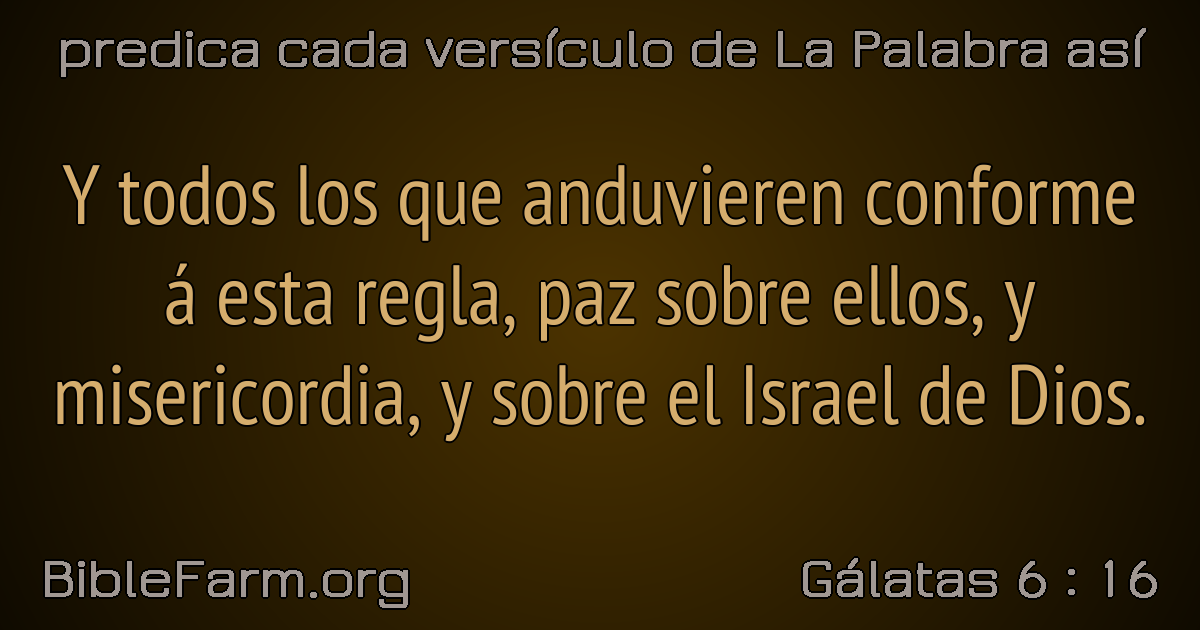 predica cada versículo de La Palabra así
Y todos los que anduvieren conforme
á esta regla, paz sobre ellos, y
misericordia, y sobre el Israel de Dios.
BibleFarm.org
Gálatas 6 : 16